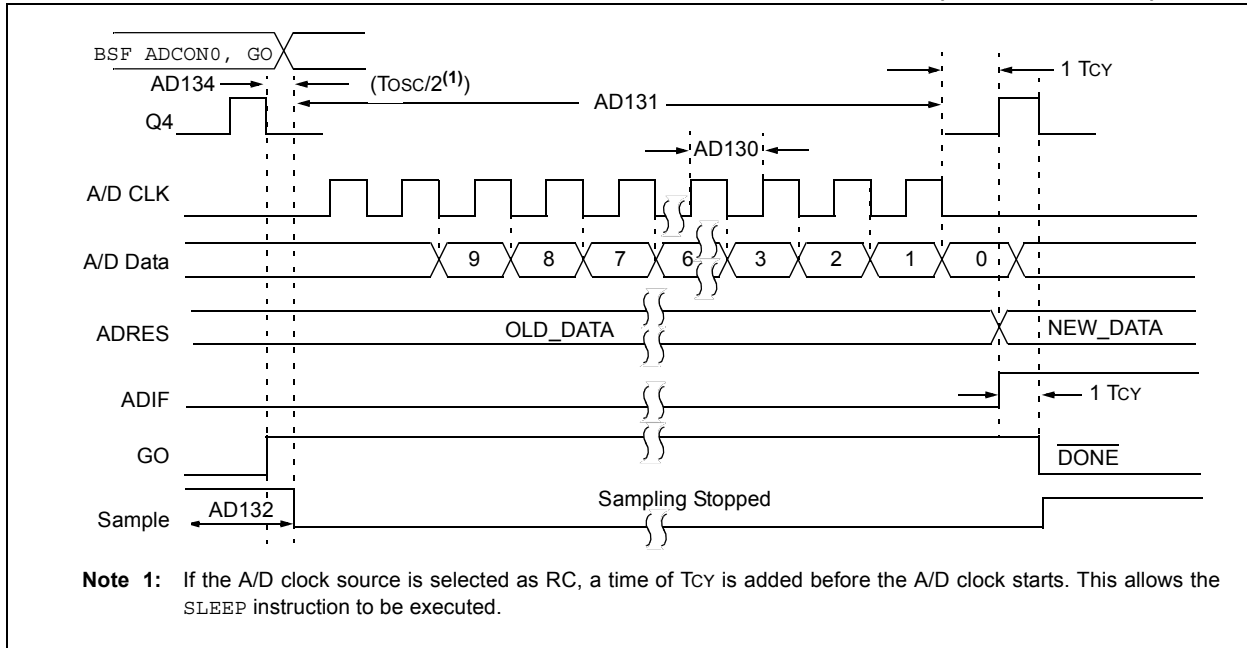 BSF ADCON0, GO
AD134 (TOSC/2(1)) 1 TCY
AD131
Q4
AD130
A/D CLK
A/D Data 9 8 7 6 3 2 1 0
ADRES OLD_DATA NEW_DATA
ADIF 1 TCY
GO DONE
Sample AD132 Sampling Stopped
Note 1: If the A/D clock source is selected as RC, a time of TCY is added before the A/D clock starts. This allows the
SLEEP instruction to be executed.